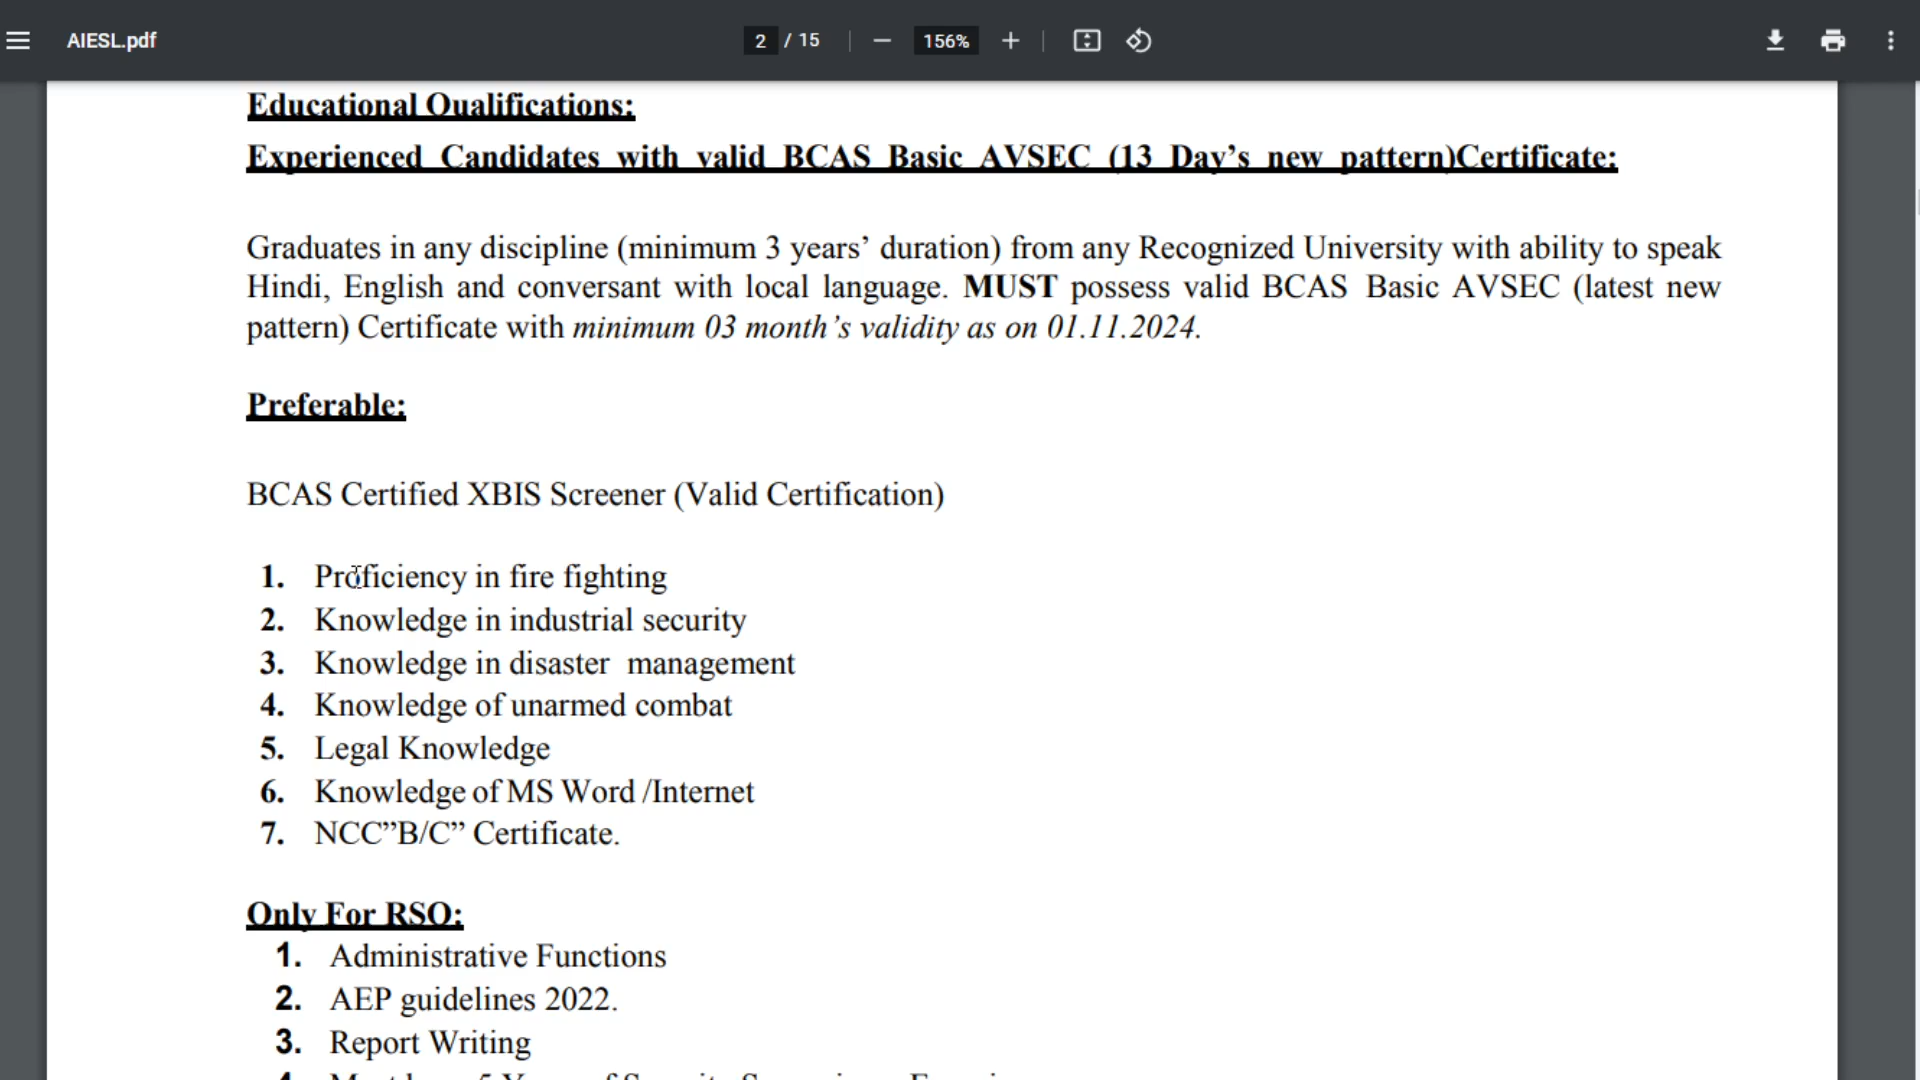 AIESL.pdf
2 / 15
156%
Educational Qualifications:
Experienced Candidates with valid BCAS Basic AVSEC (13 Day’s new pattern)Certificate:
Graduates in any discipline (minimum 3 years’ duration) from any Recognized University with ability to speak
Hindi, English and conversant with local language. MUST possess valid BCAS Basic AVSEC (latest new
pattern) Certificate with minimum 03 month’s validity as on 01.11.2024.
Preferable:
BCAS Certified XBIS Screener (Valid Certification)
1. Proficiency in fire fighting
2. Knowledge in industrial security
3. Knowledge in disaster management
4. Knowledge of unarmed combat
5. Legal Knowledge
6. Knowledge of MS Word /Internet
7. NCC”B/C” Certificate.
Only For RSO:
1. Administrative Functions
2. AEP guidelines 2022.
3. Report Writing